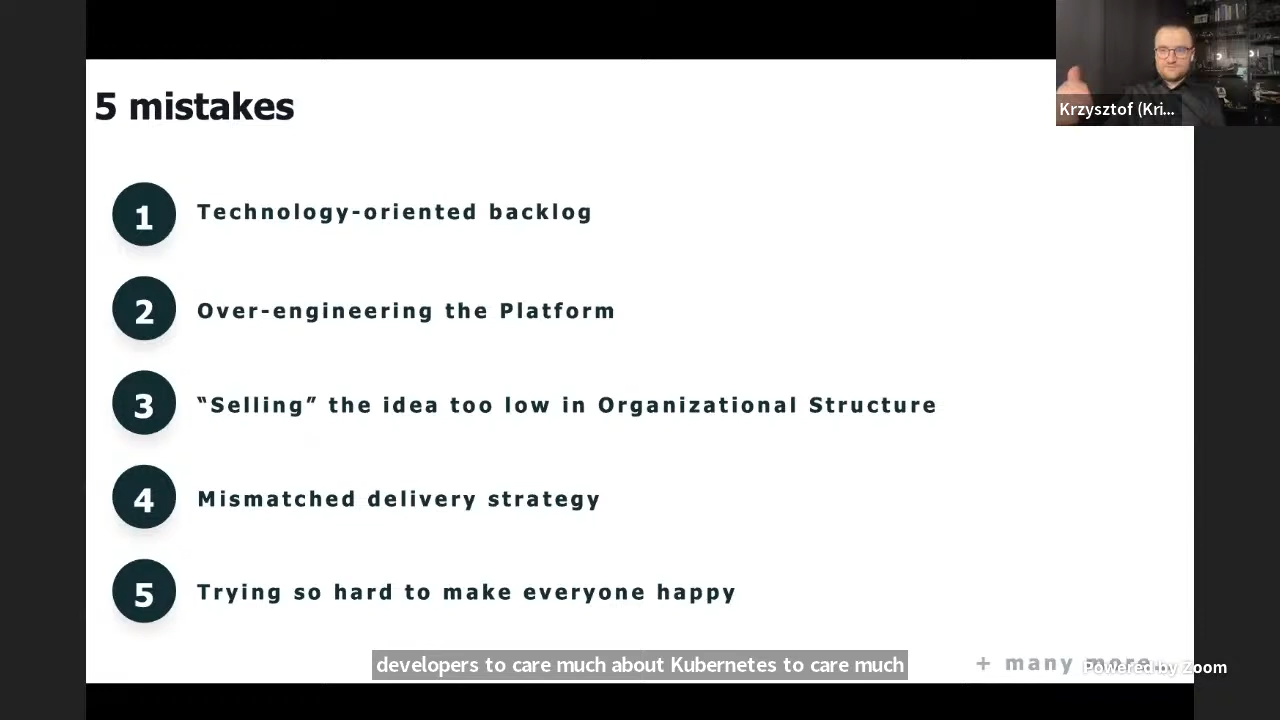 5 mistakes
Krzysztof (Kri...
1
Technology-oriented backlog
2
Over-engineering the Platform
3
“Selling” the idea too low in Organizational Structure
4
Mismatched delivery strategy
5
Trying so hard to make everyone happy
developers to care much about Kubernetes to care much
+ many more
Powered by Zoom